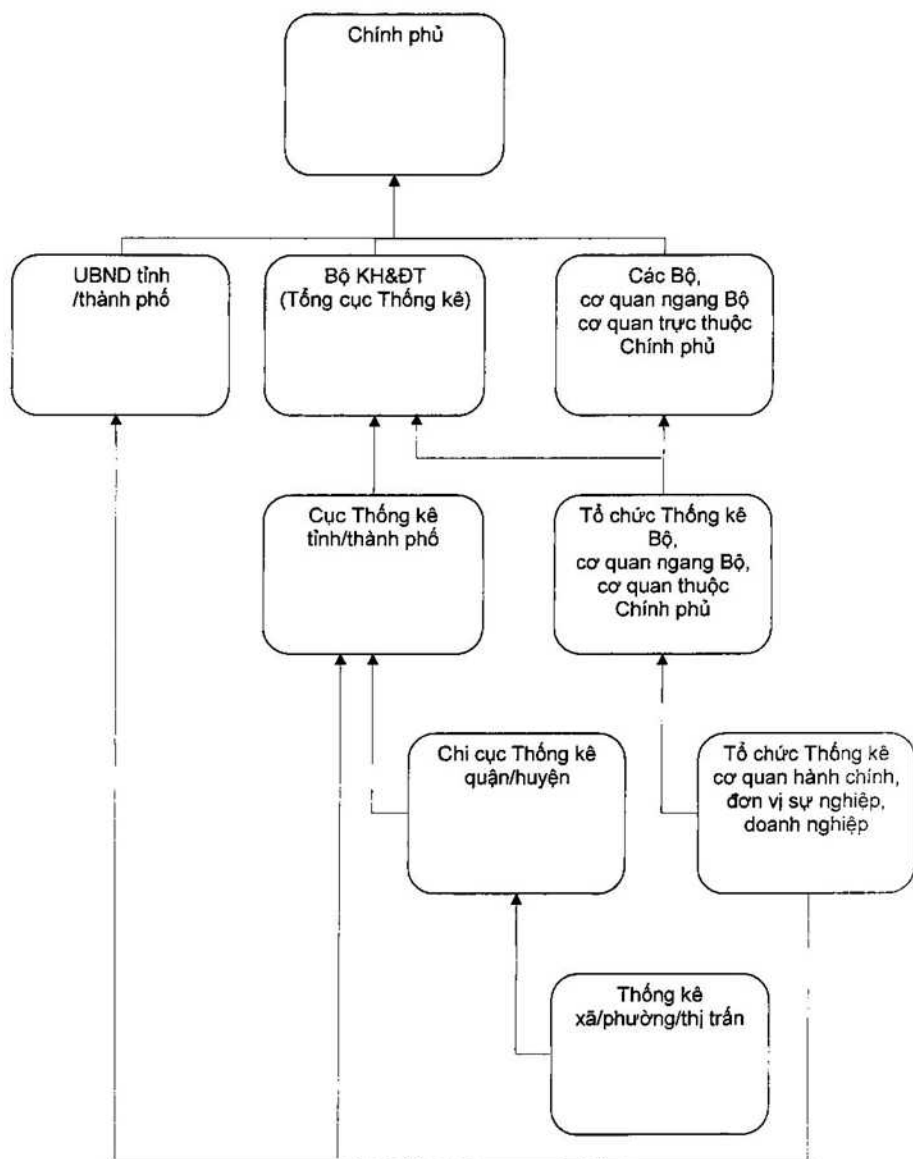 Chính phủ
UBND tỉnh
/thành phố
Bộ KH&ĐT
(Tổng cục Thống kê)
Các Bộ,
cơ quan ngang Bộ
cơ quan trực thuộc
Chính phủ
Cục Thống kê
tỉnh/thành phố
Tổ chức Thống kê
Bộ,
cơ quan ngang Bộ,
cơ quan thuộc
Chính phủ
Chi cục Thống kê
quận/huyện
Tổ chức Thống kê
cơ quan hành chính,
đơn vị sự nghiệp,
doanh nghiệp
Thống kê
xã/phường/thị trấn